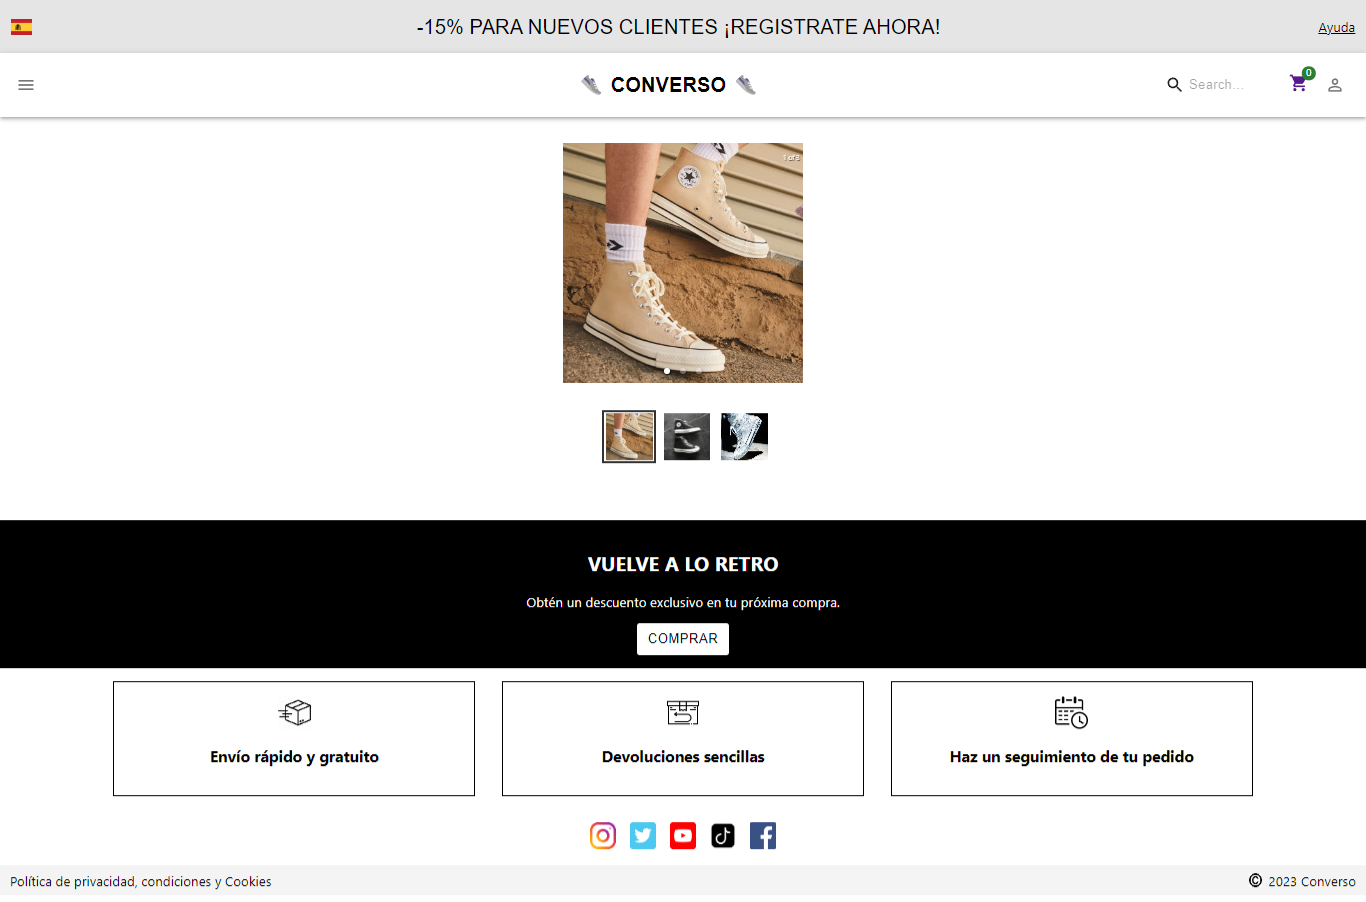 -15% PARA NUEVOS CLIENTES ¡REGISTRATE AHORA!
Ayuda
CONVERSO
Search...
0
1 of 3
VUELVE A LO RETRO
Obtén un descuento exclusivo en tu próxima compra.
COMPRAR
Envío rápido y gratuito
Devoluciones sencillas
Haz un seguimiento de tu pedido
Política de privacidad, condiciones y Cookies
© 2023 Converso